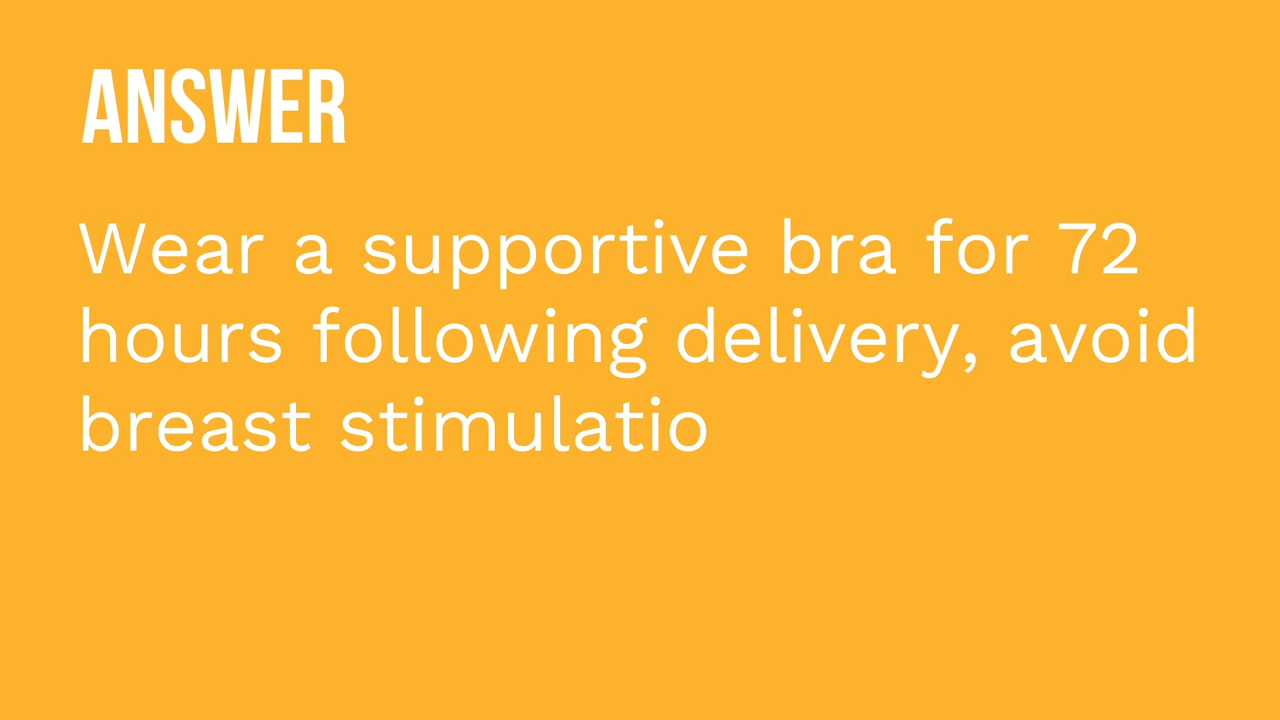 ANSWER
Wear a supportive bra for 72
hours following delivery, avoid
breast stimulatio